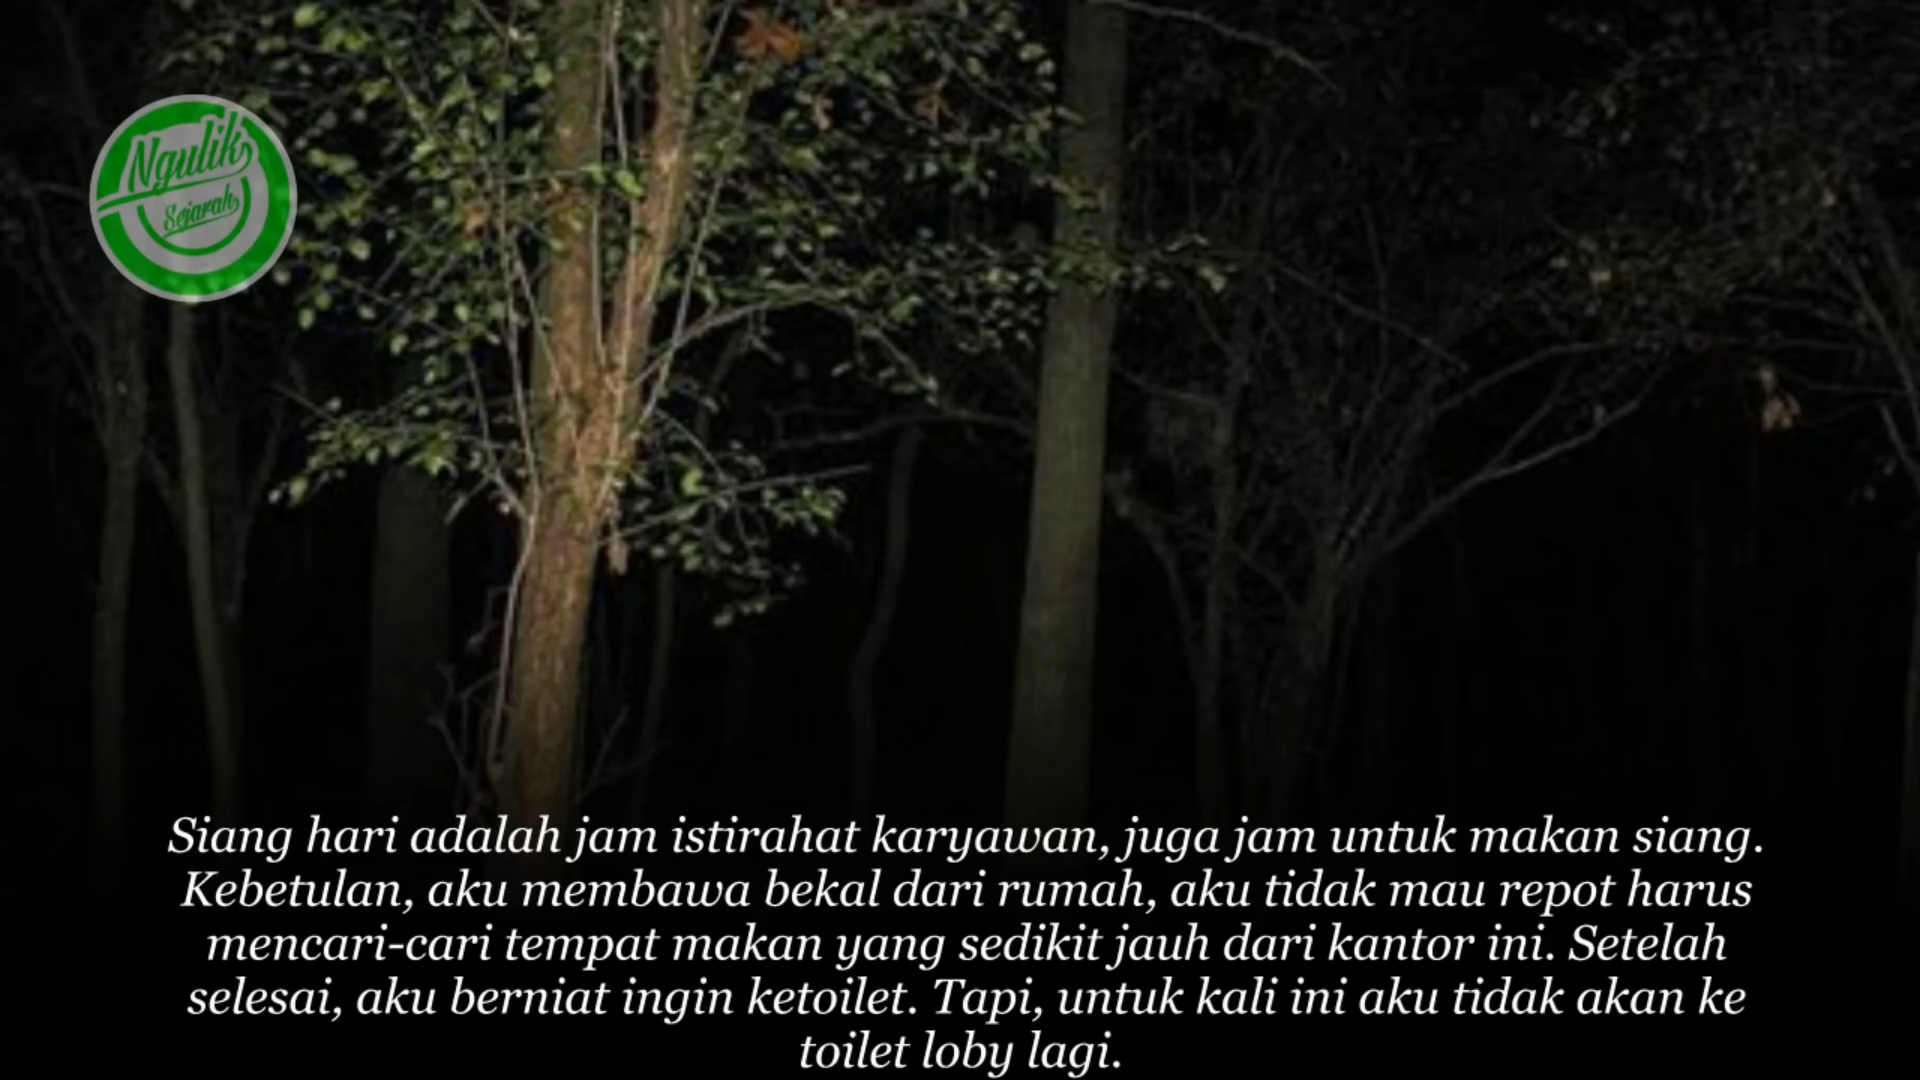 Ngulik
Sejarah
Siang hari adalah jam istirahat karyawan, juga jam untuk makan siang.
Kebetulan, aku membawa bekal dari rumah, aku tidak mau repot harus
mencari-cari tempat makan yang sedikit jauh dari kantor ini. Setelah
selesai, aku berniat ingin ketoilet. Tapi, untuk kali ini aku tidak akan ke
toilet loby lagi.